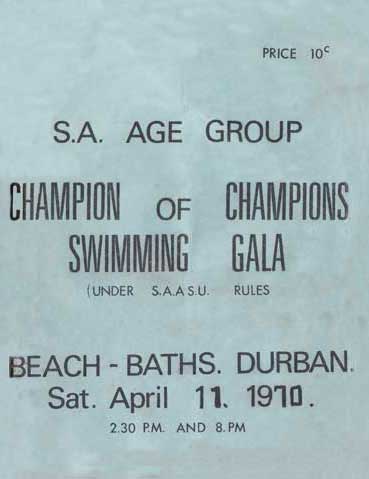 PRICE 10c
S.A. AGE GROUP
CHAMPION OF CHAMPIONS
SWIMMING GALA
(UNDER S.A.A S.U. RULES
BEACH - BATHS. DURBAN.
Sat. April 11. 1970.
2.30 P.M. AND 8.PM